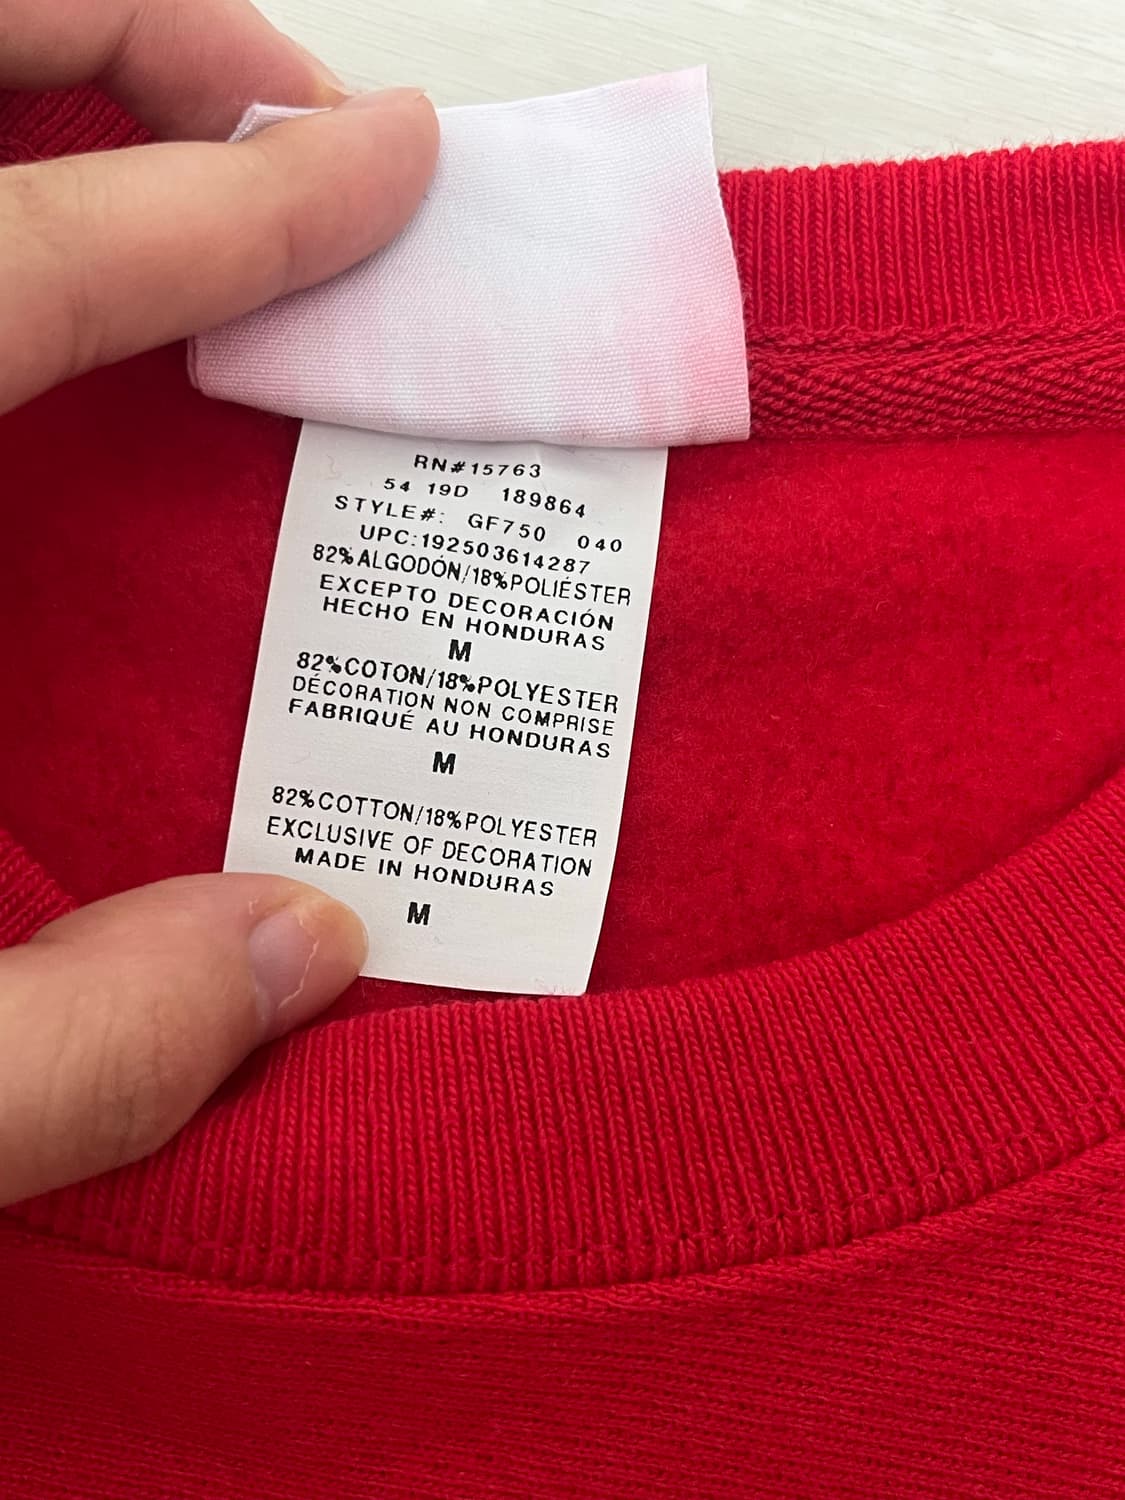 RN#15763
54 19D 189864
STYLE#: GF750 040
UPC:192503614287
82%ALGODÓN/18%POLIÉSTER
EXCEPTO DECORACIÓN
HECHO EN HONDURAS
M
82%COTON/18%POLYESTER
DÉCORATION NON COMPRISE
FABRIQUÉ AU HONDURAS
M
82%COTTON/18%POLYESTER
EXCLUSIVE OF DECORATION
MADE IN HONDURAS
M